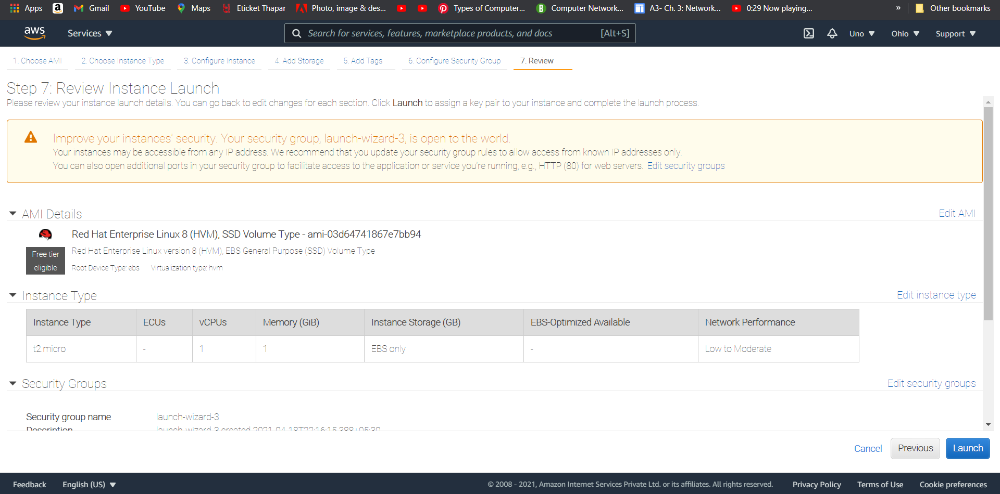 Apps
Gmail
YouTube
Maps
Eticket Thapar
Photo, image & des...
Types of Computer...
Computer Network...
A3- Ch. 3: Network...
0:29 Now playing...
»
Other bookmarks
aws
Services
Search for services, features, marketplace products, and docs
[Alt+S]
Uno
Ohio
Support
1. Choose AMI
2. Choose Instance Type
3. Configure Instance
4. Add Storage
5. Add Tags
6. Configure Security Group
7. Review
Step 7: Review Instance Launch
Please review your instance launch details. You can go back to edit changes for each section. Click Launch to assign a key pair to your instance and complete the launch process.
Improve your instances' security. Your security group, launch-wizard-3, is open to the world.
Your instances may be accessible from any IP address. We recommend that you update your security group rules to allow access from known IP addresses only.
You can also open additional ports in your security group to facilitate access to the application or service you're running, e.g., HTTP (80) for web servers. Edit security groups
AMI Details
Edit AMI
Red Hat Enterprise Linux 8 (HVM), SSD Volume Type - ami-03d64741867e7bb94
Free tier
eligible
Red Hat Enterprise Linux version 8 (HVM), EBS General Purpose (SSD) Volume Type
Root Device Type: ebs
Virtualization type: hvm
Instance Type
Edit instance type
Instance Type
ECUs
vCPUs
Memory (GiB)
Instance Storage (GB)
EBS-Optimized Available
Network Performance
t2.micro
-
1
1
EBS only
-
Low to Moderate
Security Groups
Edit security groups
Security group name
launch-wizard-3
Description
launch-wizard-3 created 2021-04-18T22:16:15.388+05:30
Cancel
Previous
Launch
Feedback
English (US)
© 2008 - 2021, Amazon Internet Services Private Ltd. or its affiliates. All rights reserved.
Privacy Policy
Terms of Use
Cookie preferences